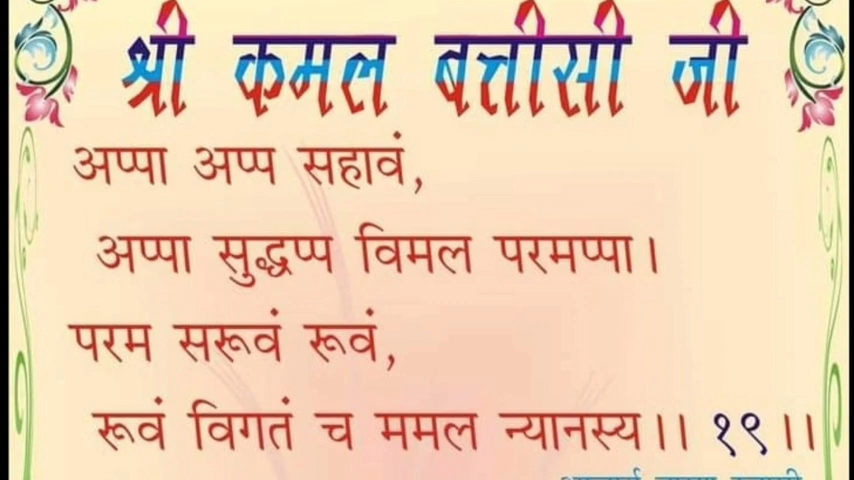 श्री कमल बत्तीसी जी
अप्पा अप्प सहावं,
अप्पा सुद्धप्प विमल परमप्पा।
परम सरूवं रूवं,
रूवं विगतं च ममल न्यानस्य।। १९।।